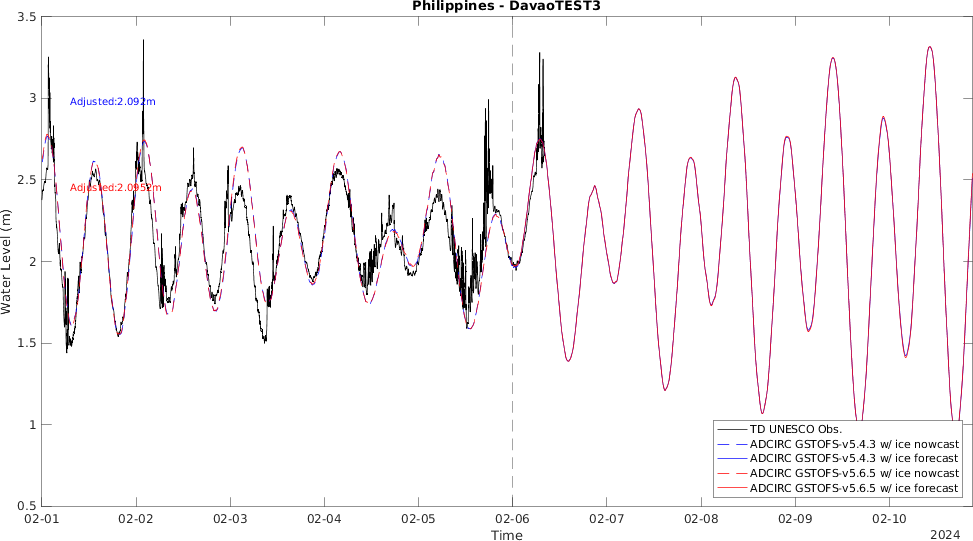 Philippines - DavaoTEST3
3.5
3
2.5
2
1.5
1
0.5
Water Level (m)
Adjusted:2.092m
Adjusted:2.0952m
TD UNESCO Obs.
ADCIRC GSTOFS-v5.4.3 w/ ice nowcast
ADCIRC GSTOFS-v5.4.3 w/ ice forecast
ADCIRC GSTOFS-v5.6.5 w/ ice nowcast
ADCIRC GSTOFS-v5.6.5 w/ ice forecast
02-01 02-02 02-03 02-04 02-05 02-06 02-07 02-08 02-09 02-10
Time
2024